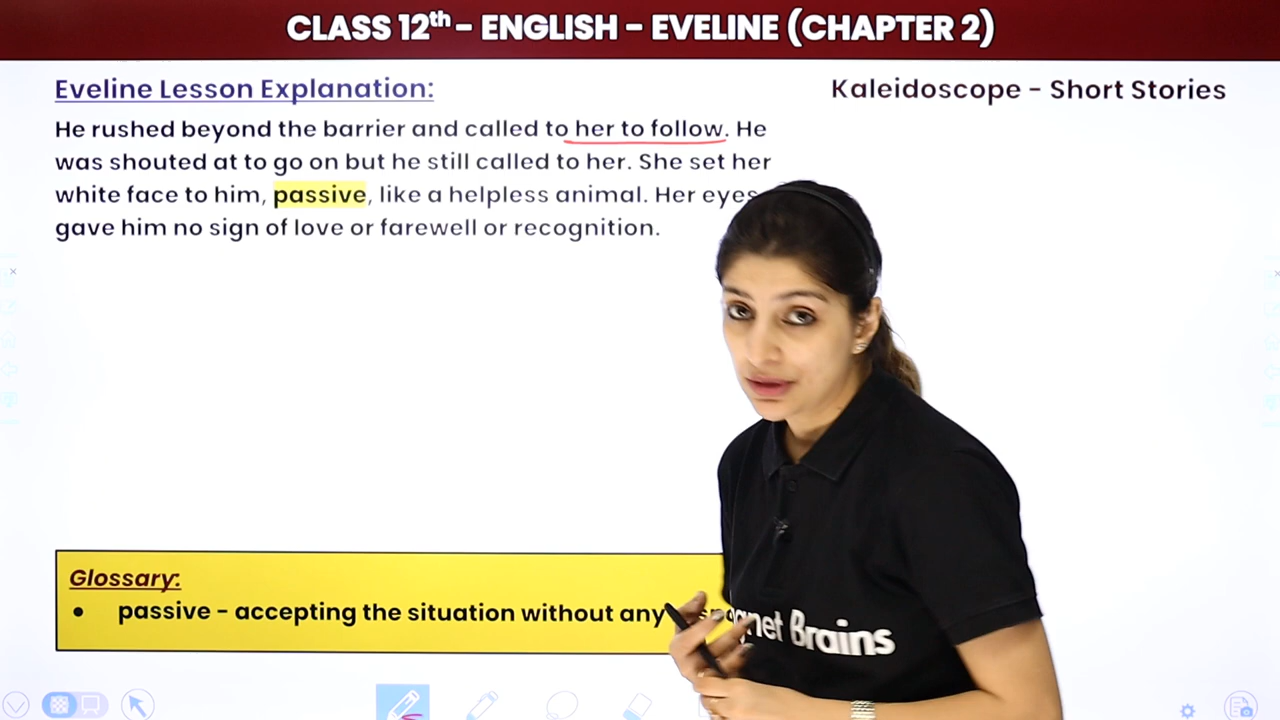 CLASS 12th - ENGLISH - EVELINE (CHAPTER 2)
Eveline Lesson Explanation:
Kaleidoscope - Short Stories
He rushed beyond the barrier and called to her to follow. He
was shouted at to go on but he still called to her. She set her
white face to him, passive, like a helpless animal. Her eyes
gave him no sign of love or farewell or recognition.
Glossary:
• passive - accepting the situation without any
gnet Brains